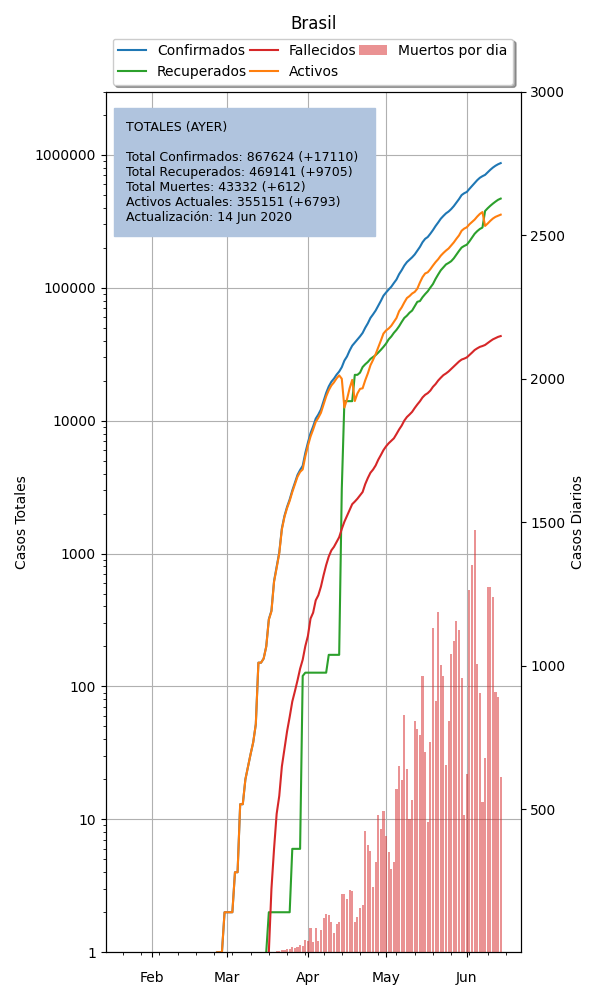 Brasil
Confirmados
Recuperados
Fallecidos
Activos
Muertos por dia
TOTALES (AYER)
Total Confirmados: 867624 (+17110)
Total Recuperados: 469141 (+9705)
Total Muertes: 43332 (+612)
Activos Actuales: 355151 (+6793)
Actualización: 14 Jun 2020
Casos Totales
1000000
100000
10000
1000
100
10
1
Casos Diarios
3000
2500
2000
1500
1000
500
Feb
Mar
Apr
May
Jun